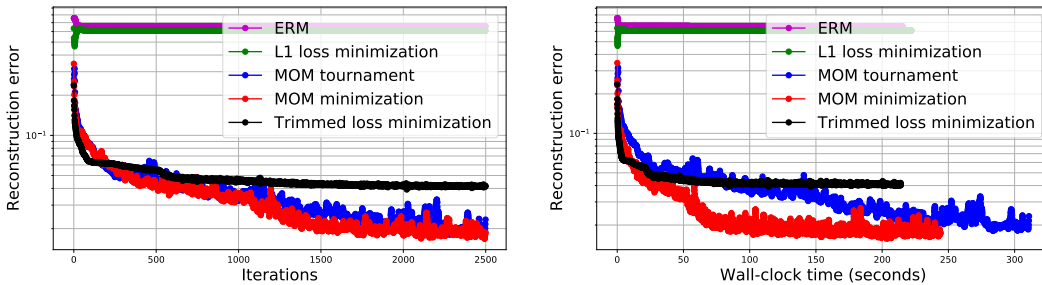 Reconstruction error
10⁻¹
ERM
L1 loss minimization
MOM tournament
MOM minimization
Trimmed loss minimization
0 500 1000 1500 2000 2500
Iterations
Reconstruction error
10⁻¹
ERM
L1 loss minimization
MOM tournament
MOM minimization
Trimmed loss minimization
0 50 100 150 200 250 300
Wall-clock time (seconds)